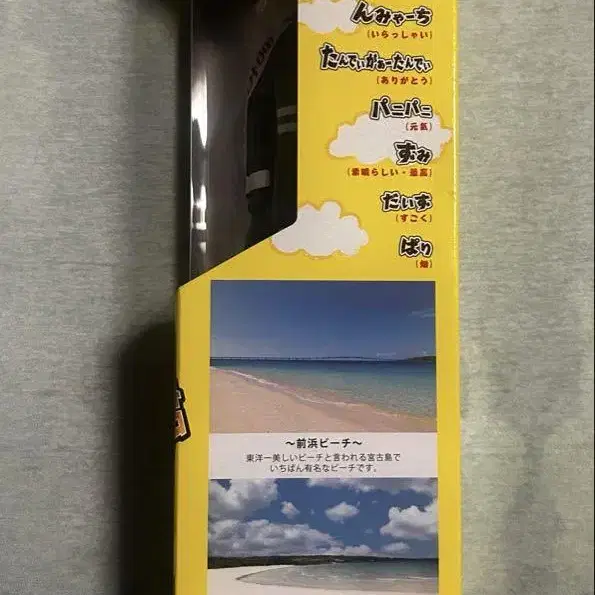 んみゃーち
(いらっしゃい)
たんでぃがぁーたんでぃ
(ありがとう)
パニパニ
(元気)
ずみ
(素晴らしい・最高)
だいず
(すごく)
ぱり
(畑)
～前浜ビーチ～
東洋一美しいビーチと言われる宮古島で
いちばん有名なビーチです。